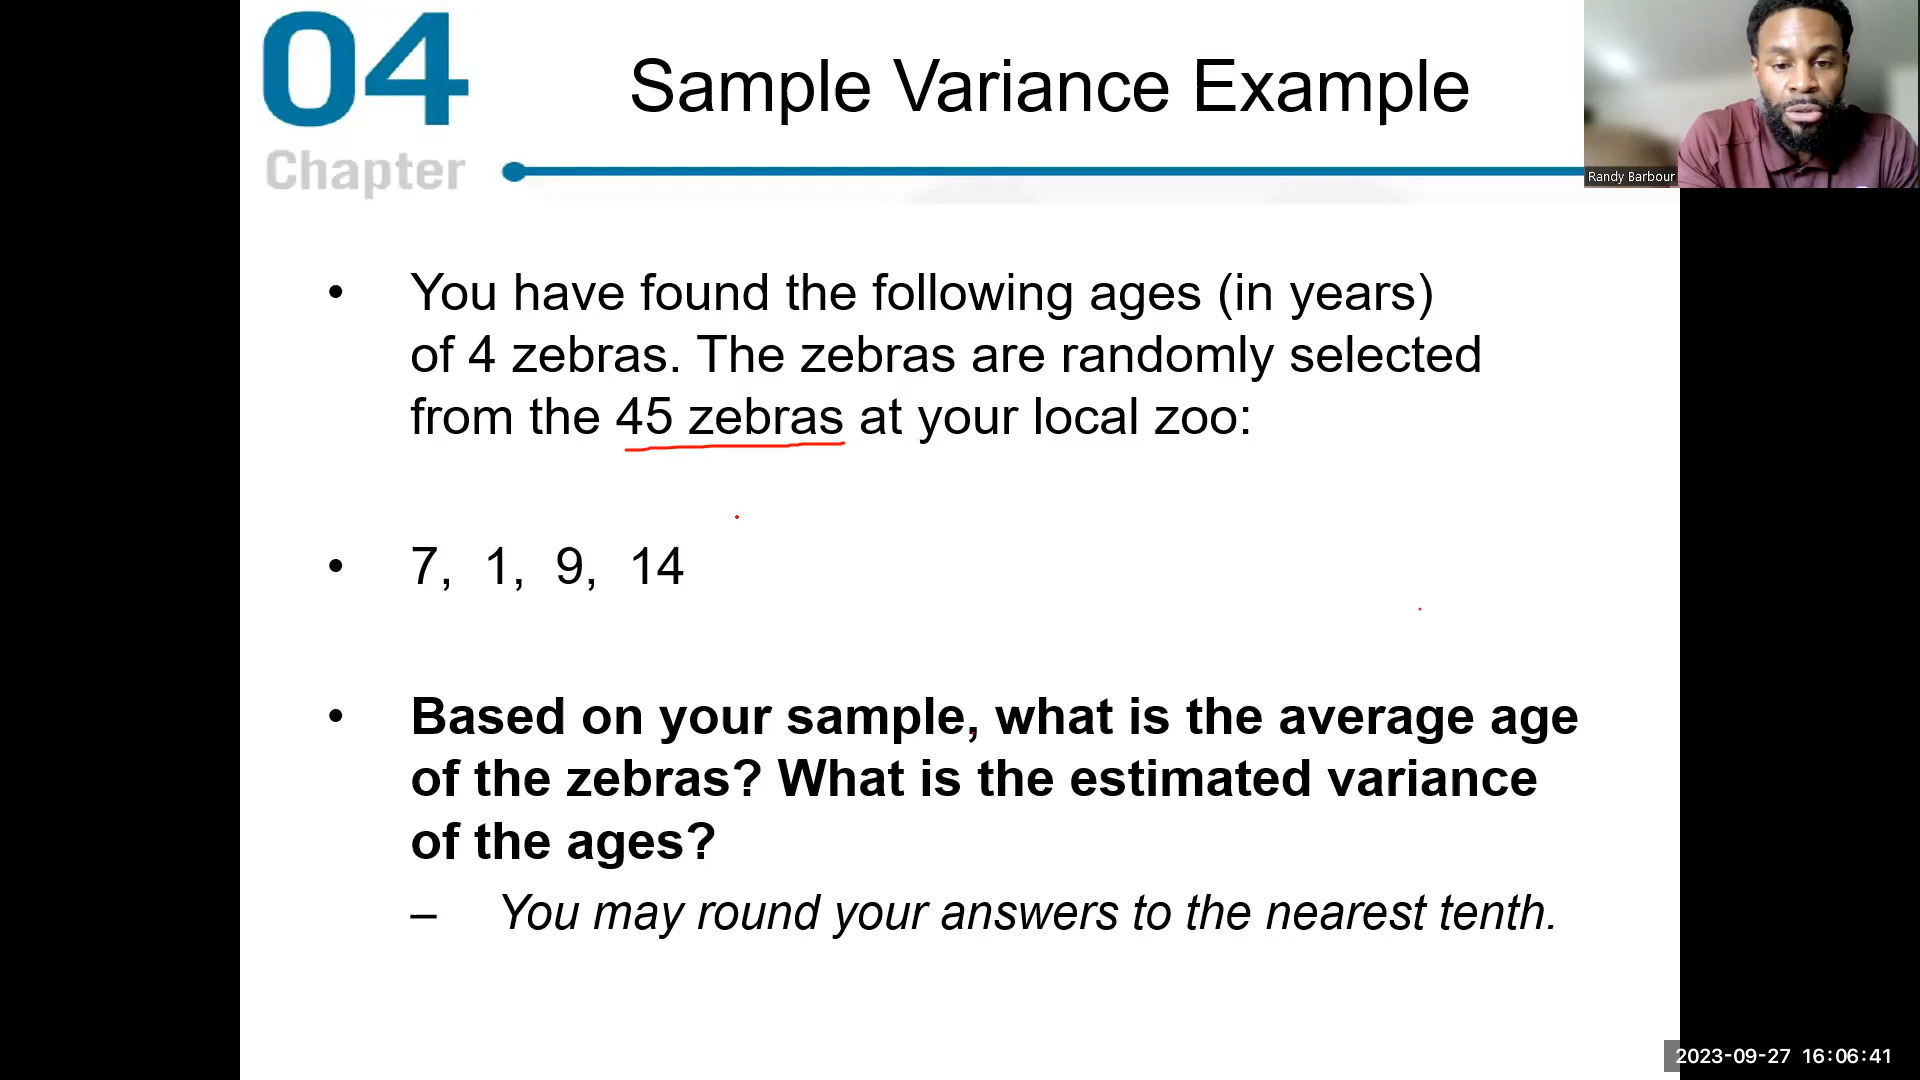 04
Chapter
Sample Variance Example
Randy Barbour
• You have found the following ages (in years)
of 4 zebras. The zebras are randomly selected
from the 45 zebras at your local zoo:
• 7, 1, 9, 14
• Based on your sample, what is the average age
of the zebras? What is the estimated variance
of the ages?
– You may round your answers to the nearest tenth.
2023-09-27 16:06:41